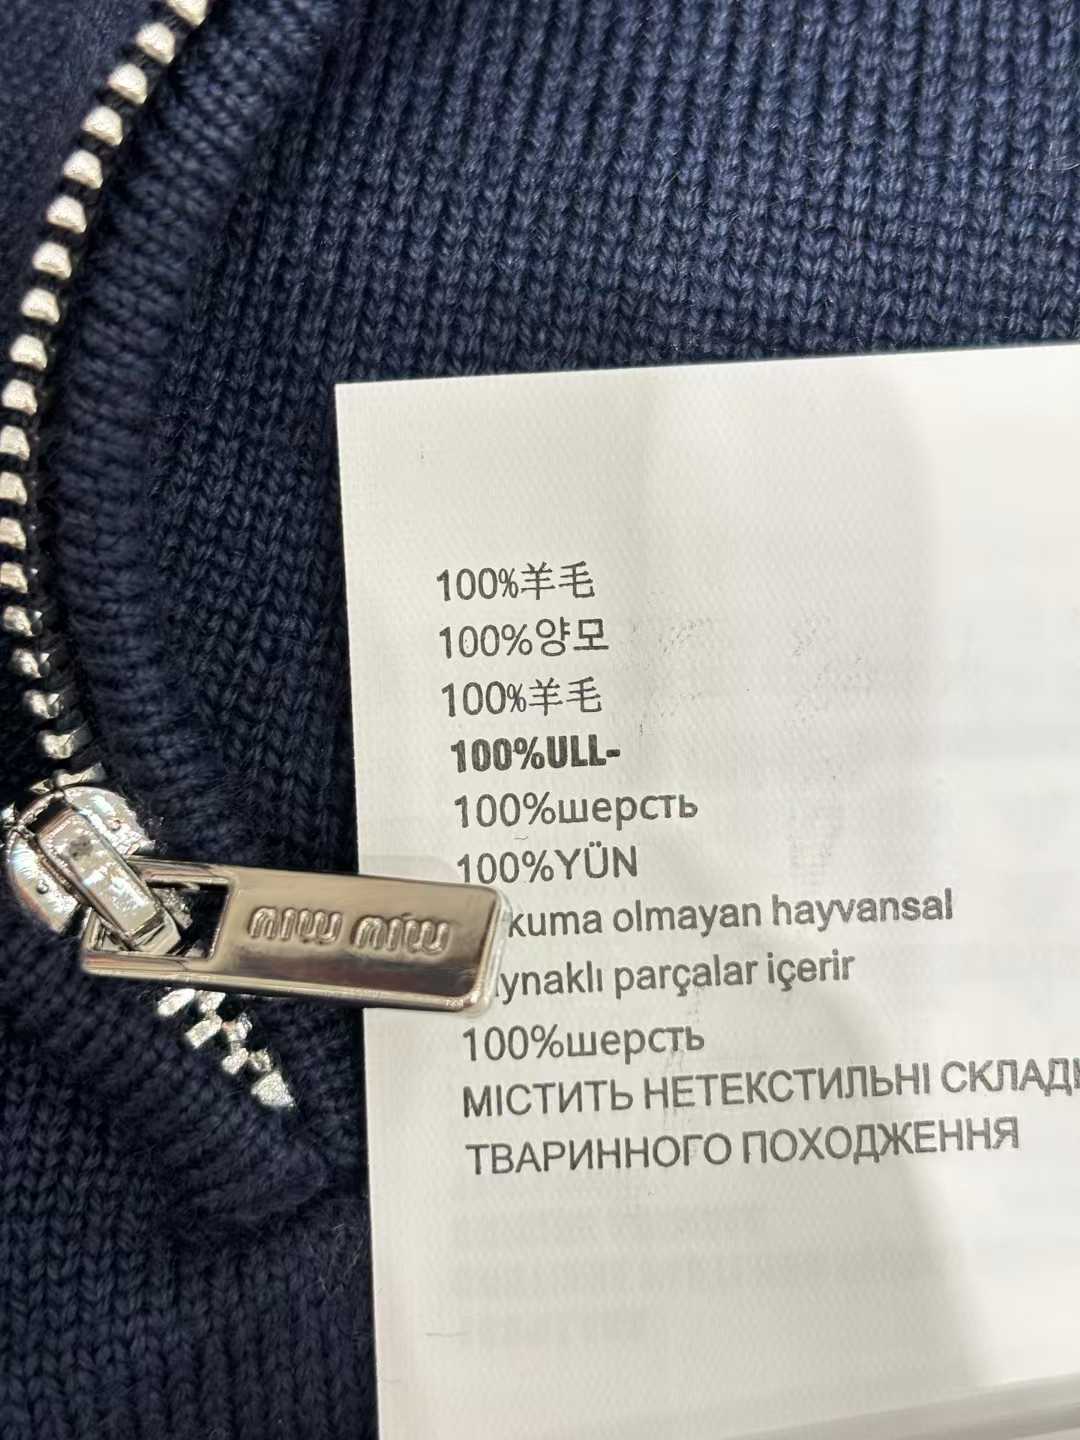 100%羊毛
100%양모
100%羊毛
100%ULL-
100%шерсть
100%YÜN
olmayan hayvansal
parçalar içerir
100%шерсть
МІСТИТЬ НЕТЕКСТИЛЬНІ
ТВАРИННОГО ПОХОДЖЕННЯ
miu miu